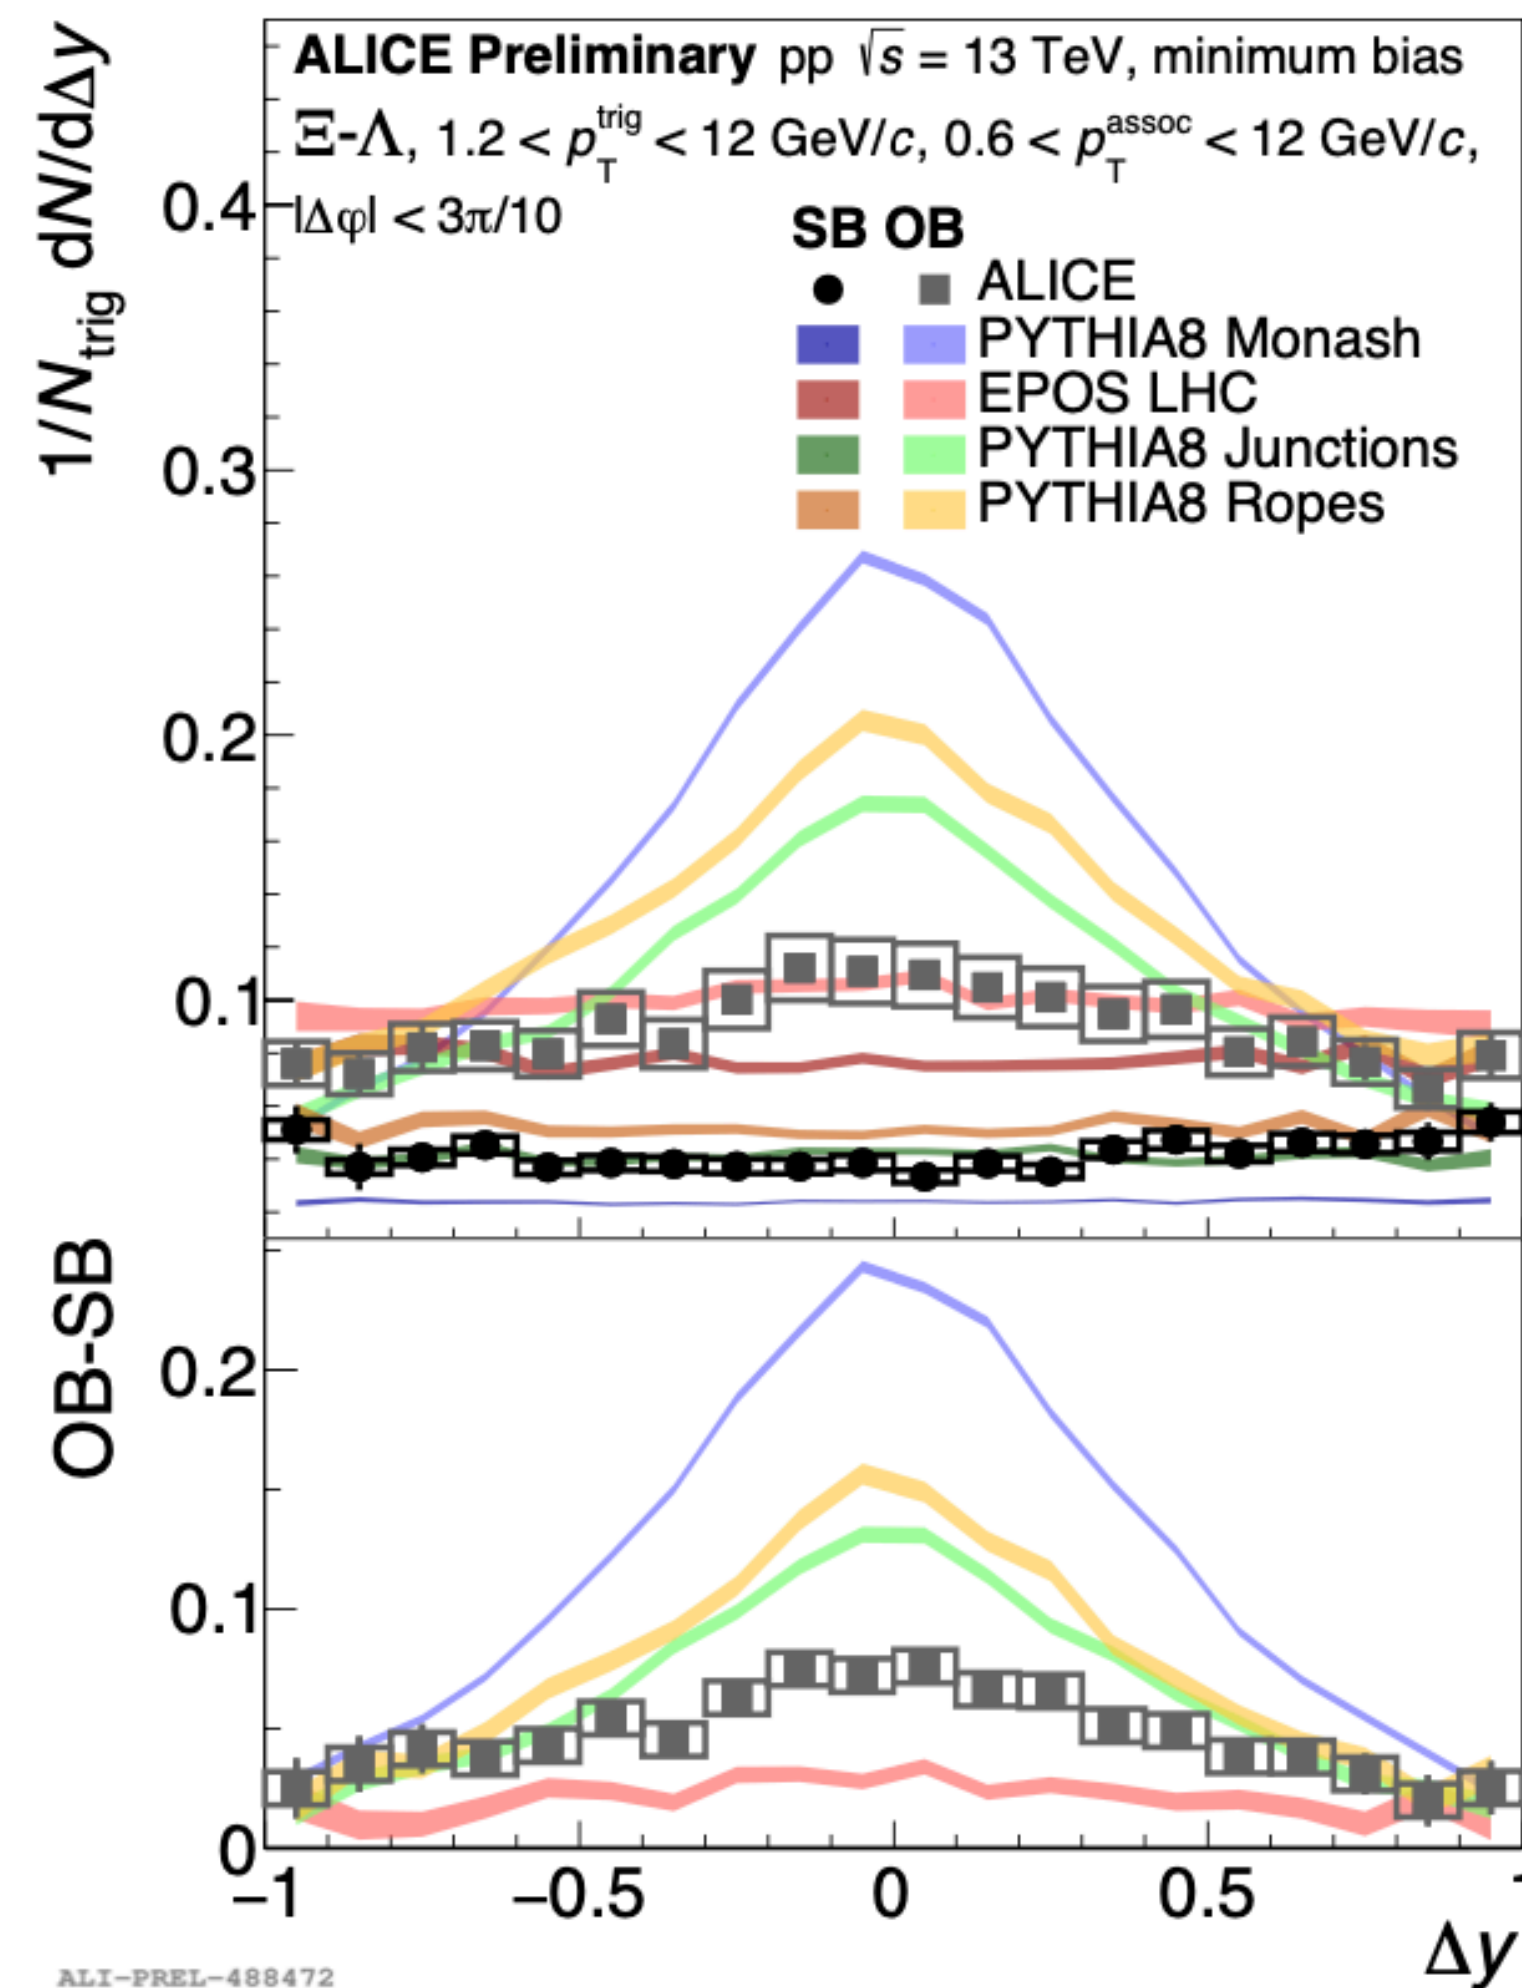 ALICE Preliminary pp √s = 13 TeV, minimum bias
Ξ-Λ, 1.2 < p_T^trig < 12 GeV/c, 0.6 < p_T^assoc < 12 GeV/c,
|Δφ| < 3π/10
SB OB
ALICE
PYTHIA8 Monash
EPOS LHC
PYTHIA8 Junctions
PYTHIA8 Ropes
1/N_trig dN/dΔy
0.4
0.3
0.2
0.1
OB-SB
0.2
0.1
0
−1 −0.5 0 0.5 1
Δy
ALI-PREL-488472